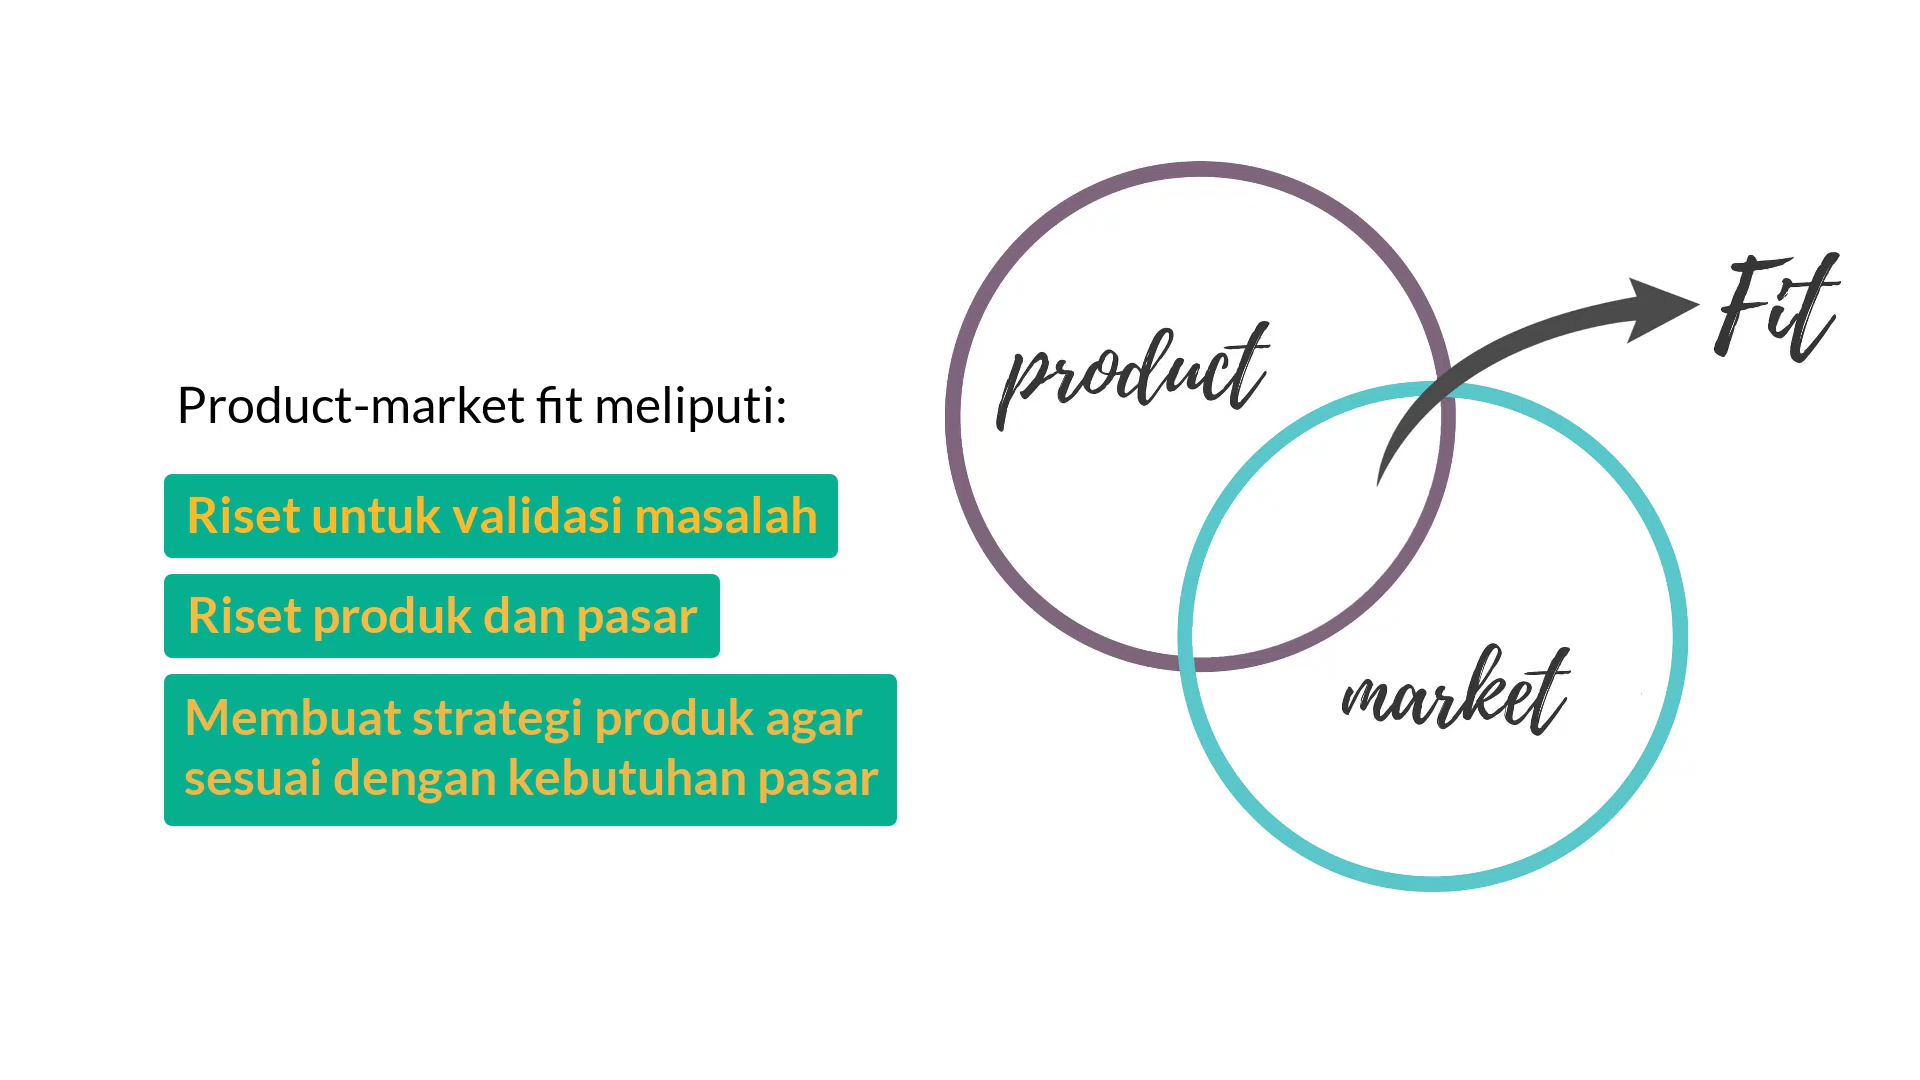 Product-market fit meliputi:
Riset untuk validasi masalah
Riset produk dan pasar
Membuat strategi produk agar
sesuai dengan kebutuhan pasar
product
Fit
market